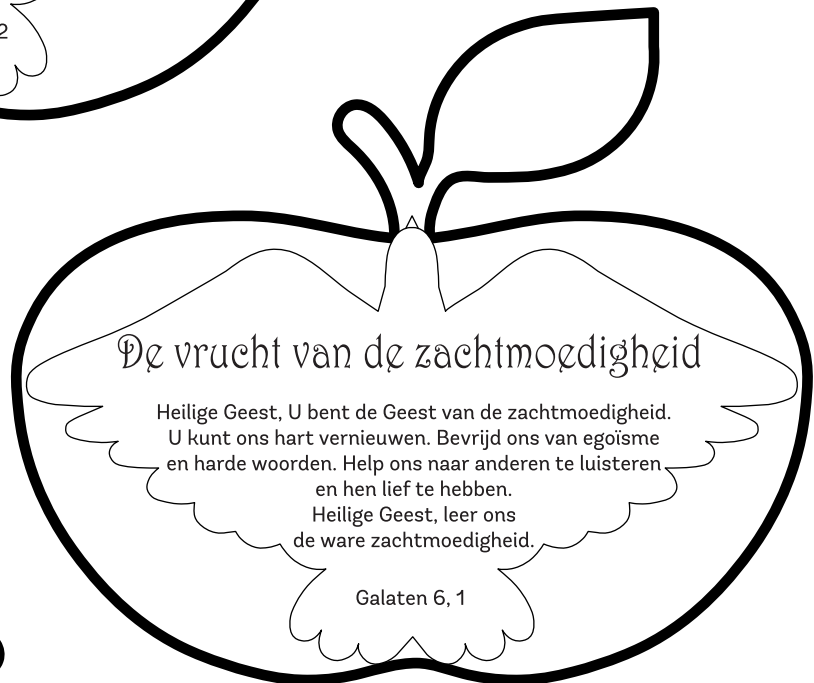 2
De vrucht van de zachtmoedigheid
Heilige Geest, U bent de Geest van de zachtmoedigheid.
U kunt ons hart vernieuwen. Bevrijd ons van egoïsme
en harde woorden. Help ons naar anderen te luisteren
en hen lief te hebben.
Heilige Geest, leer ons
de ware zachtmoedigheid.
Galaten 6, 1